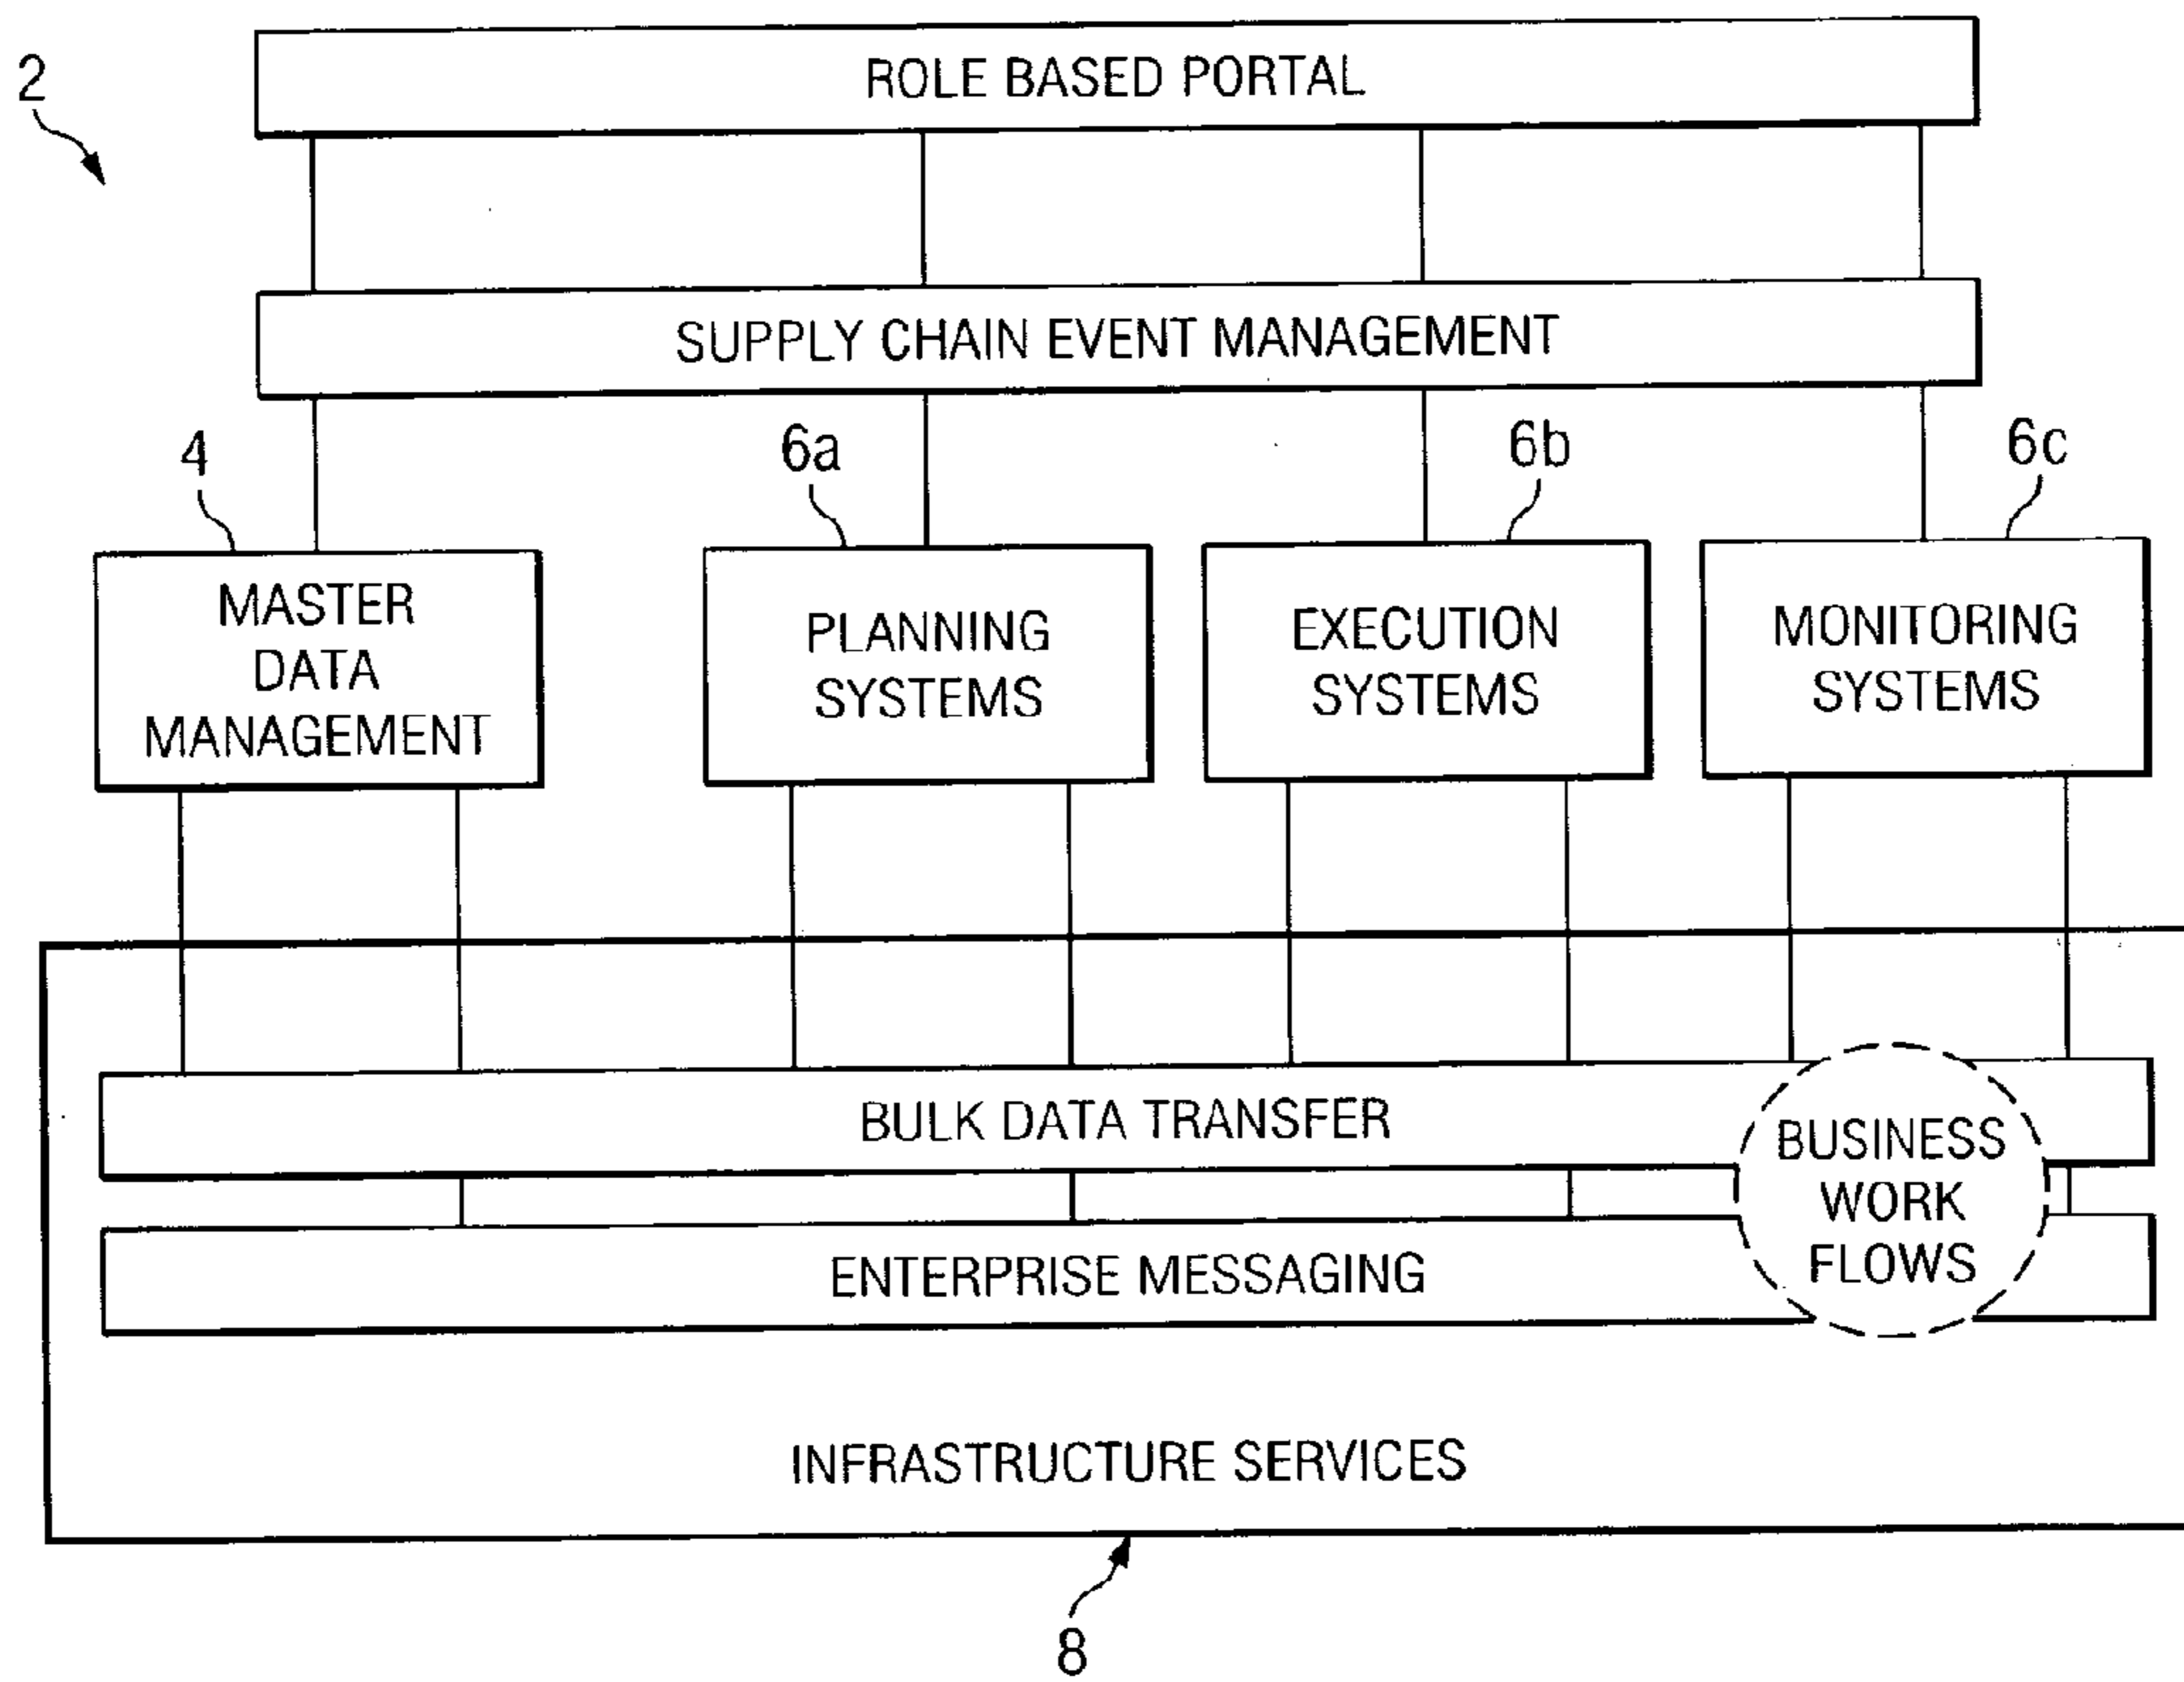 2
ROLE BASED PORTAL
SUPPLY CHAIN EVENT MANAGEMENT
4
6a
6b
6c
MASTER
DATA
MANAGEMENT
PLANNING
SYSTEMS
EXECUTION
SYSTEMS
MONITORING
SYSTEMS
BULK DATA TRANSFER
BUSINESS
WORK
FLOWS
ENTERPRISE MESSAGING
INFRASTRUCTURE SERVICES
8